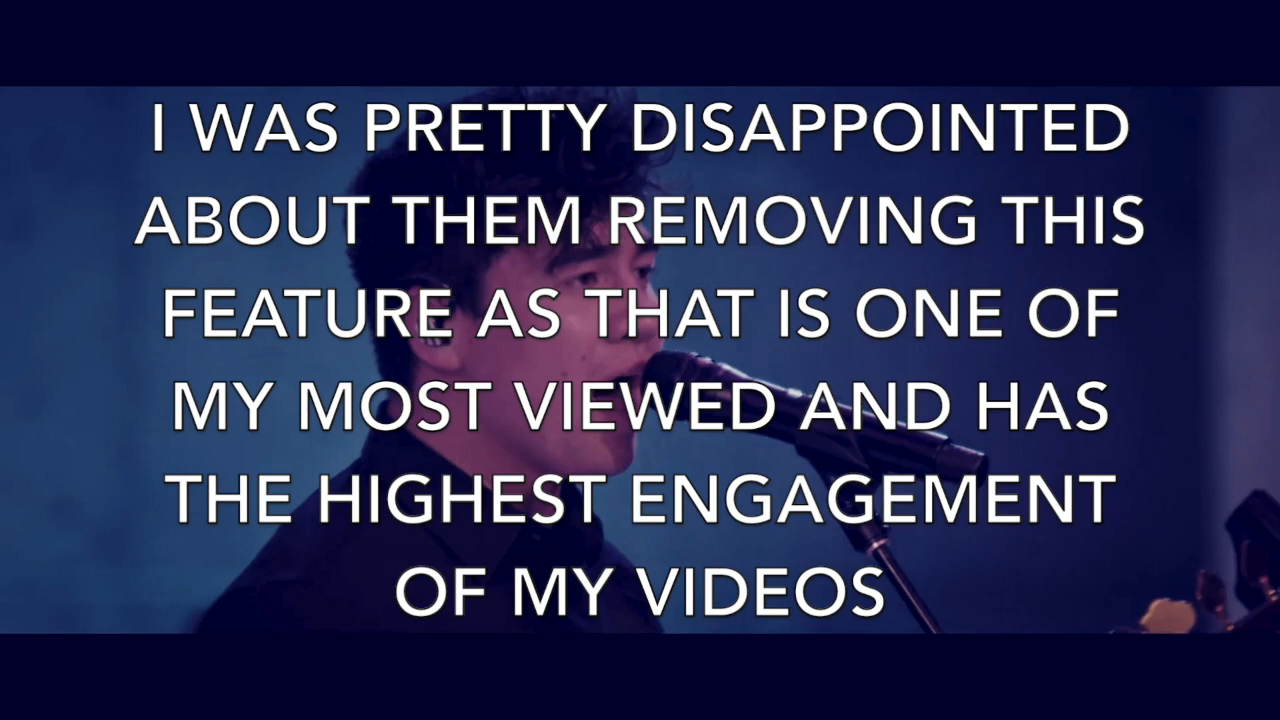 I WAS PRETTY DISAPPOINTED
ABOUT THEM REMOVING THIS
FEATURE AS THAT IS ONE OF
MY MOST VIEWED AND HAS
THE HIGHEST ENGAGEMENT
OF MY VIDEOS